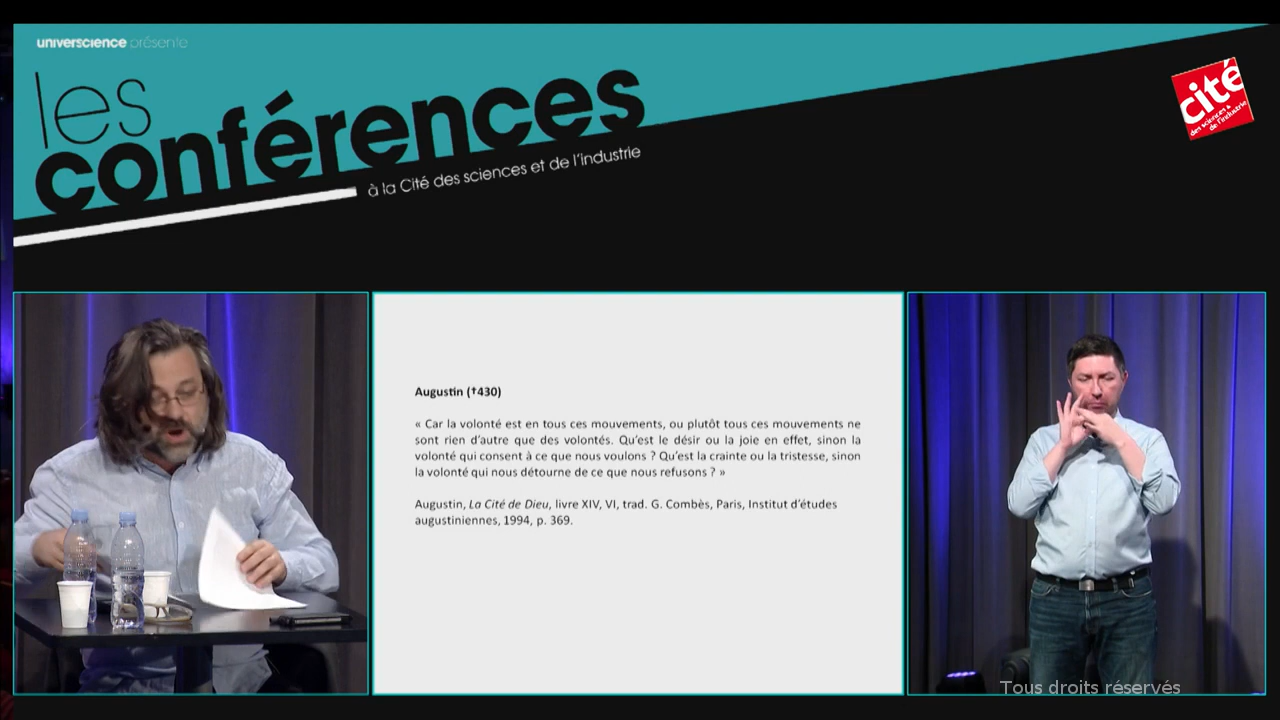 universcience présente
les
conférences
à la Cité des sciences et de l'industrie
cité
des sciences &
de l'industrie
Augustin (†430)
« Car la volonté est en tous ces mouvements, ou plutôt tous ces mouvements ne
sont rien d'autre que des volontés. Qu'est le désir ou la joie en effet, sinon la
volonté qui consent à ce que nous voulons ? Qu'est la crainte ou la tristesse, sinon
la volonté qui nous détourne de ce que nous refusons ? »
Augustin, La Cité de Dieu, livre XIV, VI, trad. G. Combès, Paris, Institut d'études
augustiniennes, 1994, p. 369.
Tous droits réservés